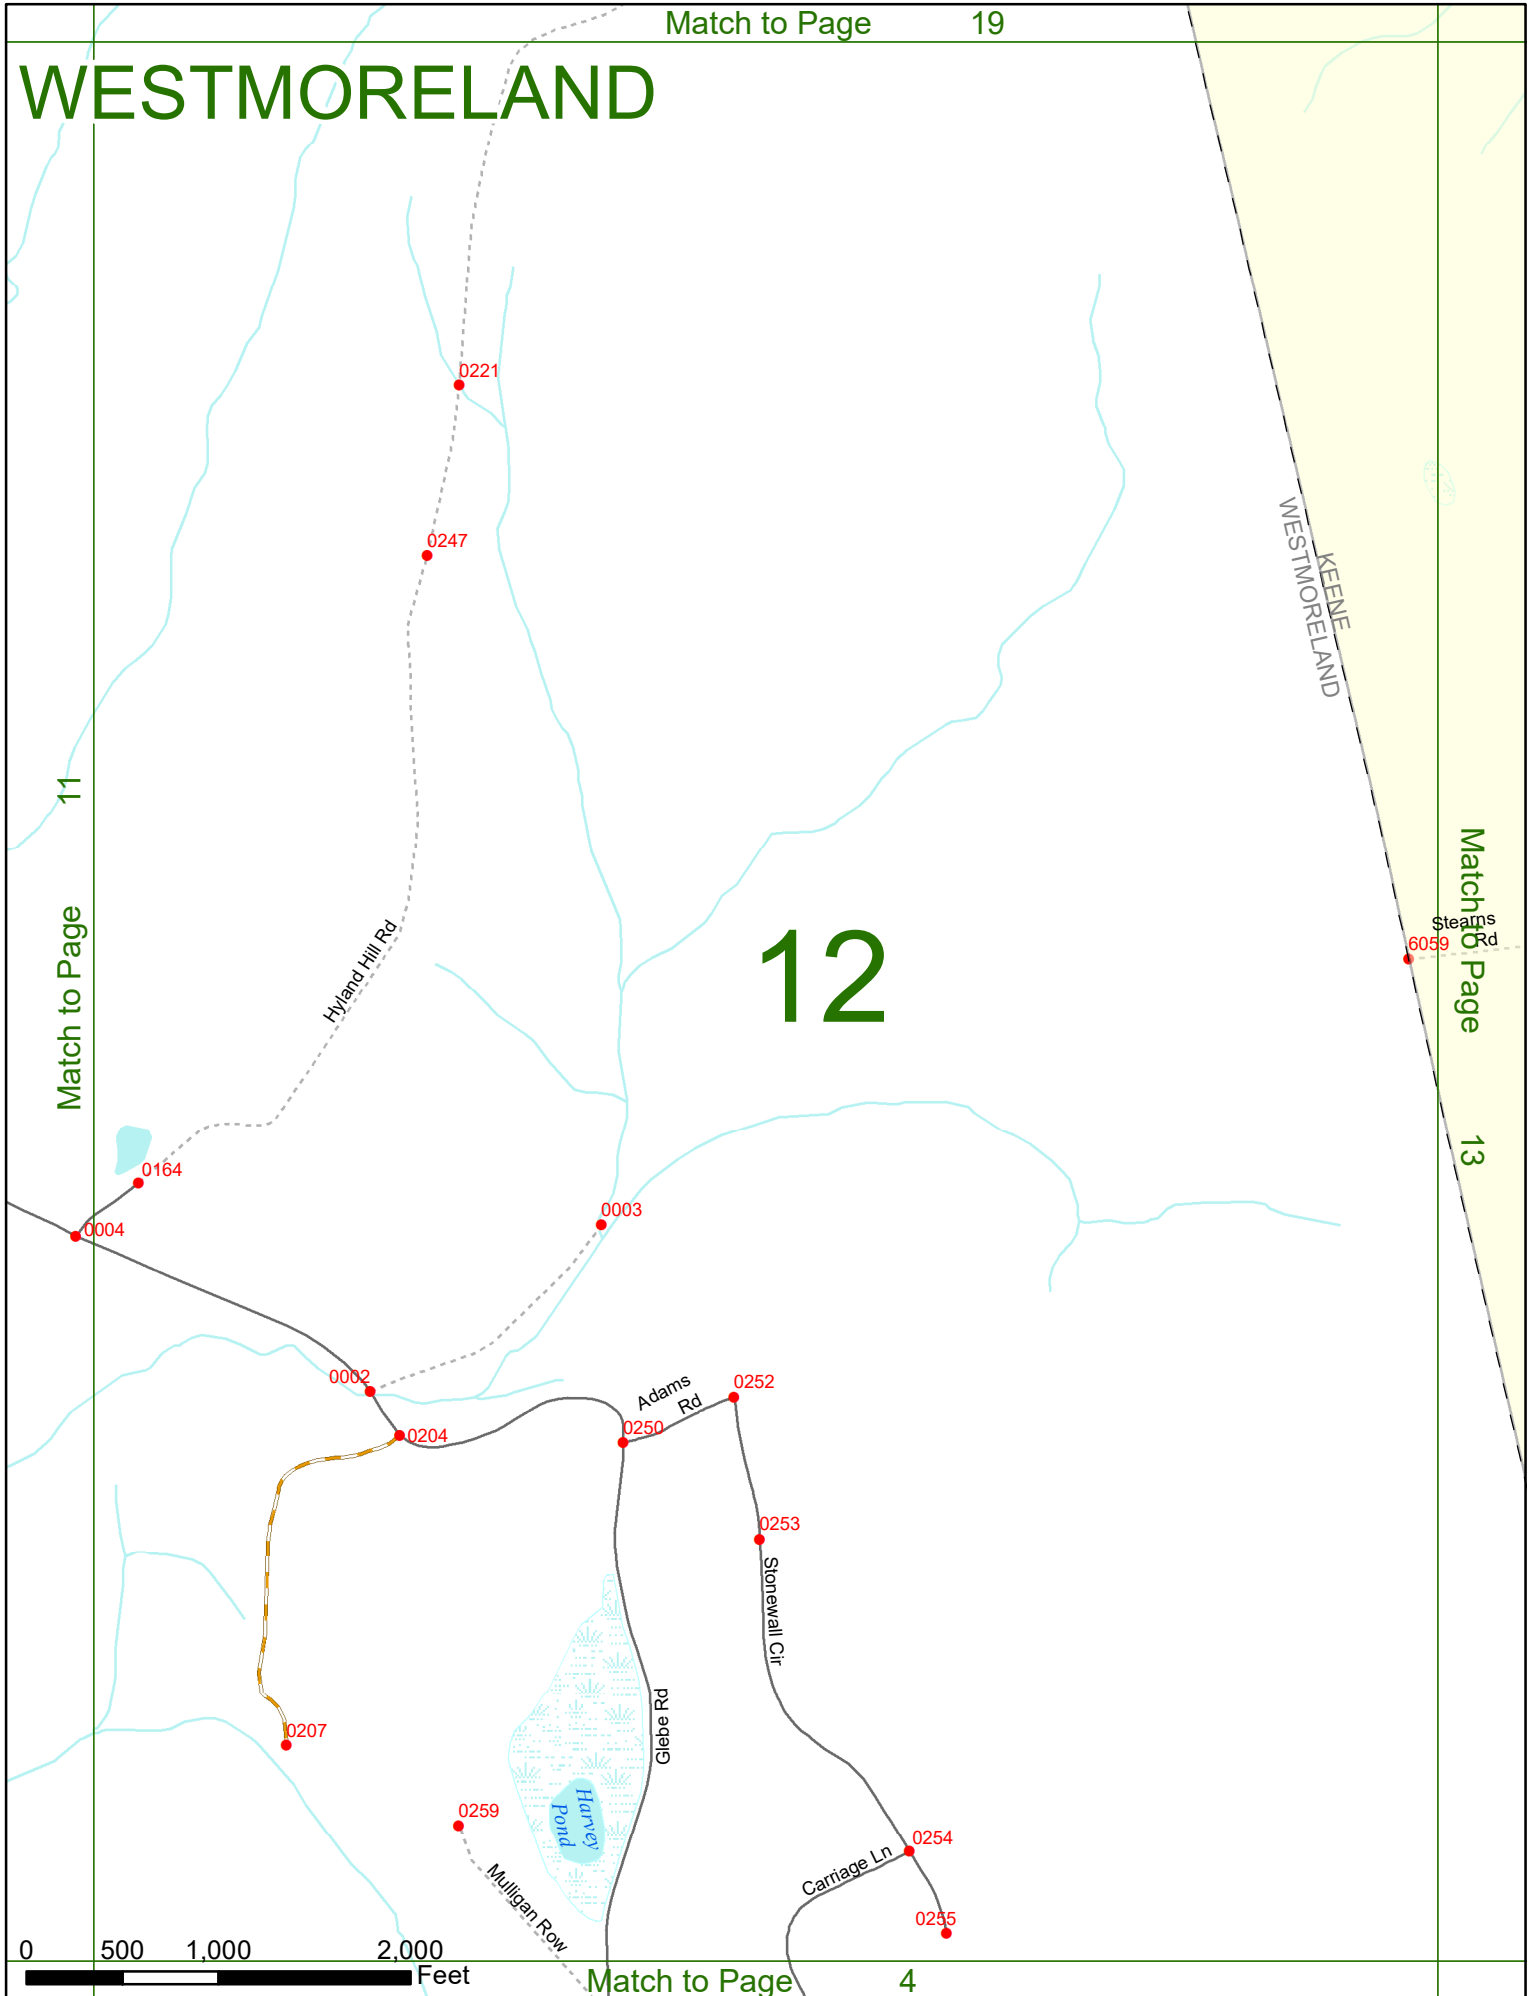 Match to Page 19
WESTMORELAND
0221
0247
KEENE
WESTMORELAND
Match to Page 11
Hyland Hill Rd
12
Match to Page 13
Stearns
Rd
6059
0164
0004
0003
0002
Adams
Rd
0252
0204
0250
0253
Stonewall Cir
Glebe Rd
0207
Harvey
Pond
0259
Mulligan Row
0254
Carriage Ln
0255
0 500 1,000 2,000
Feet
Match to Page 4